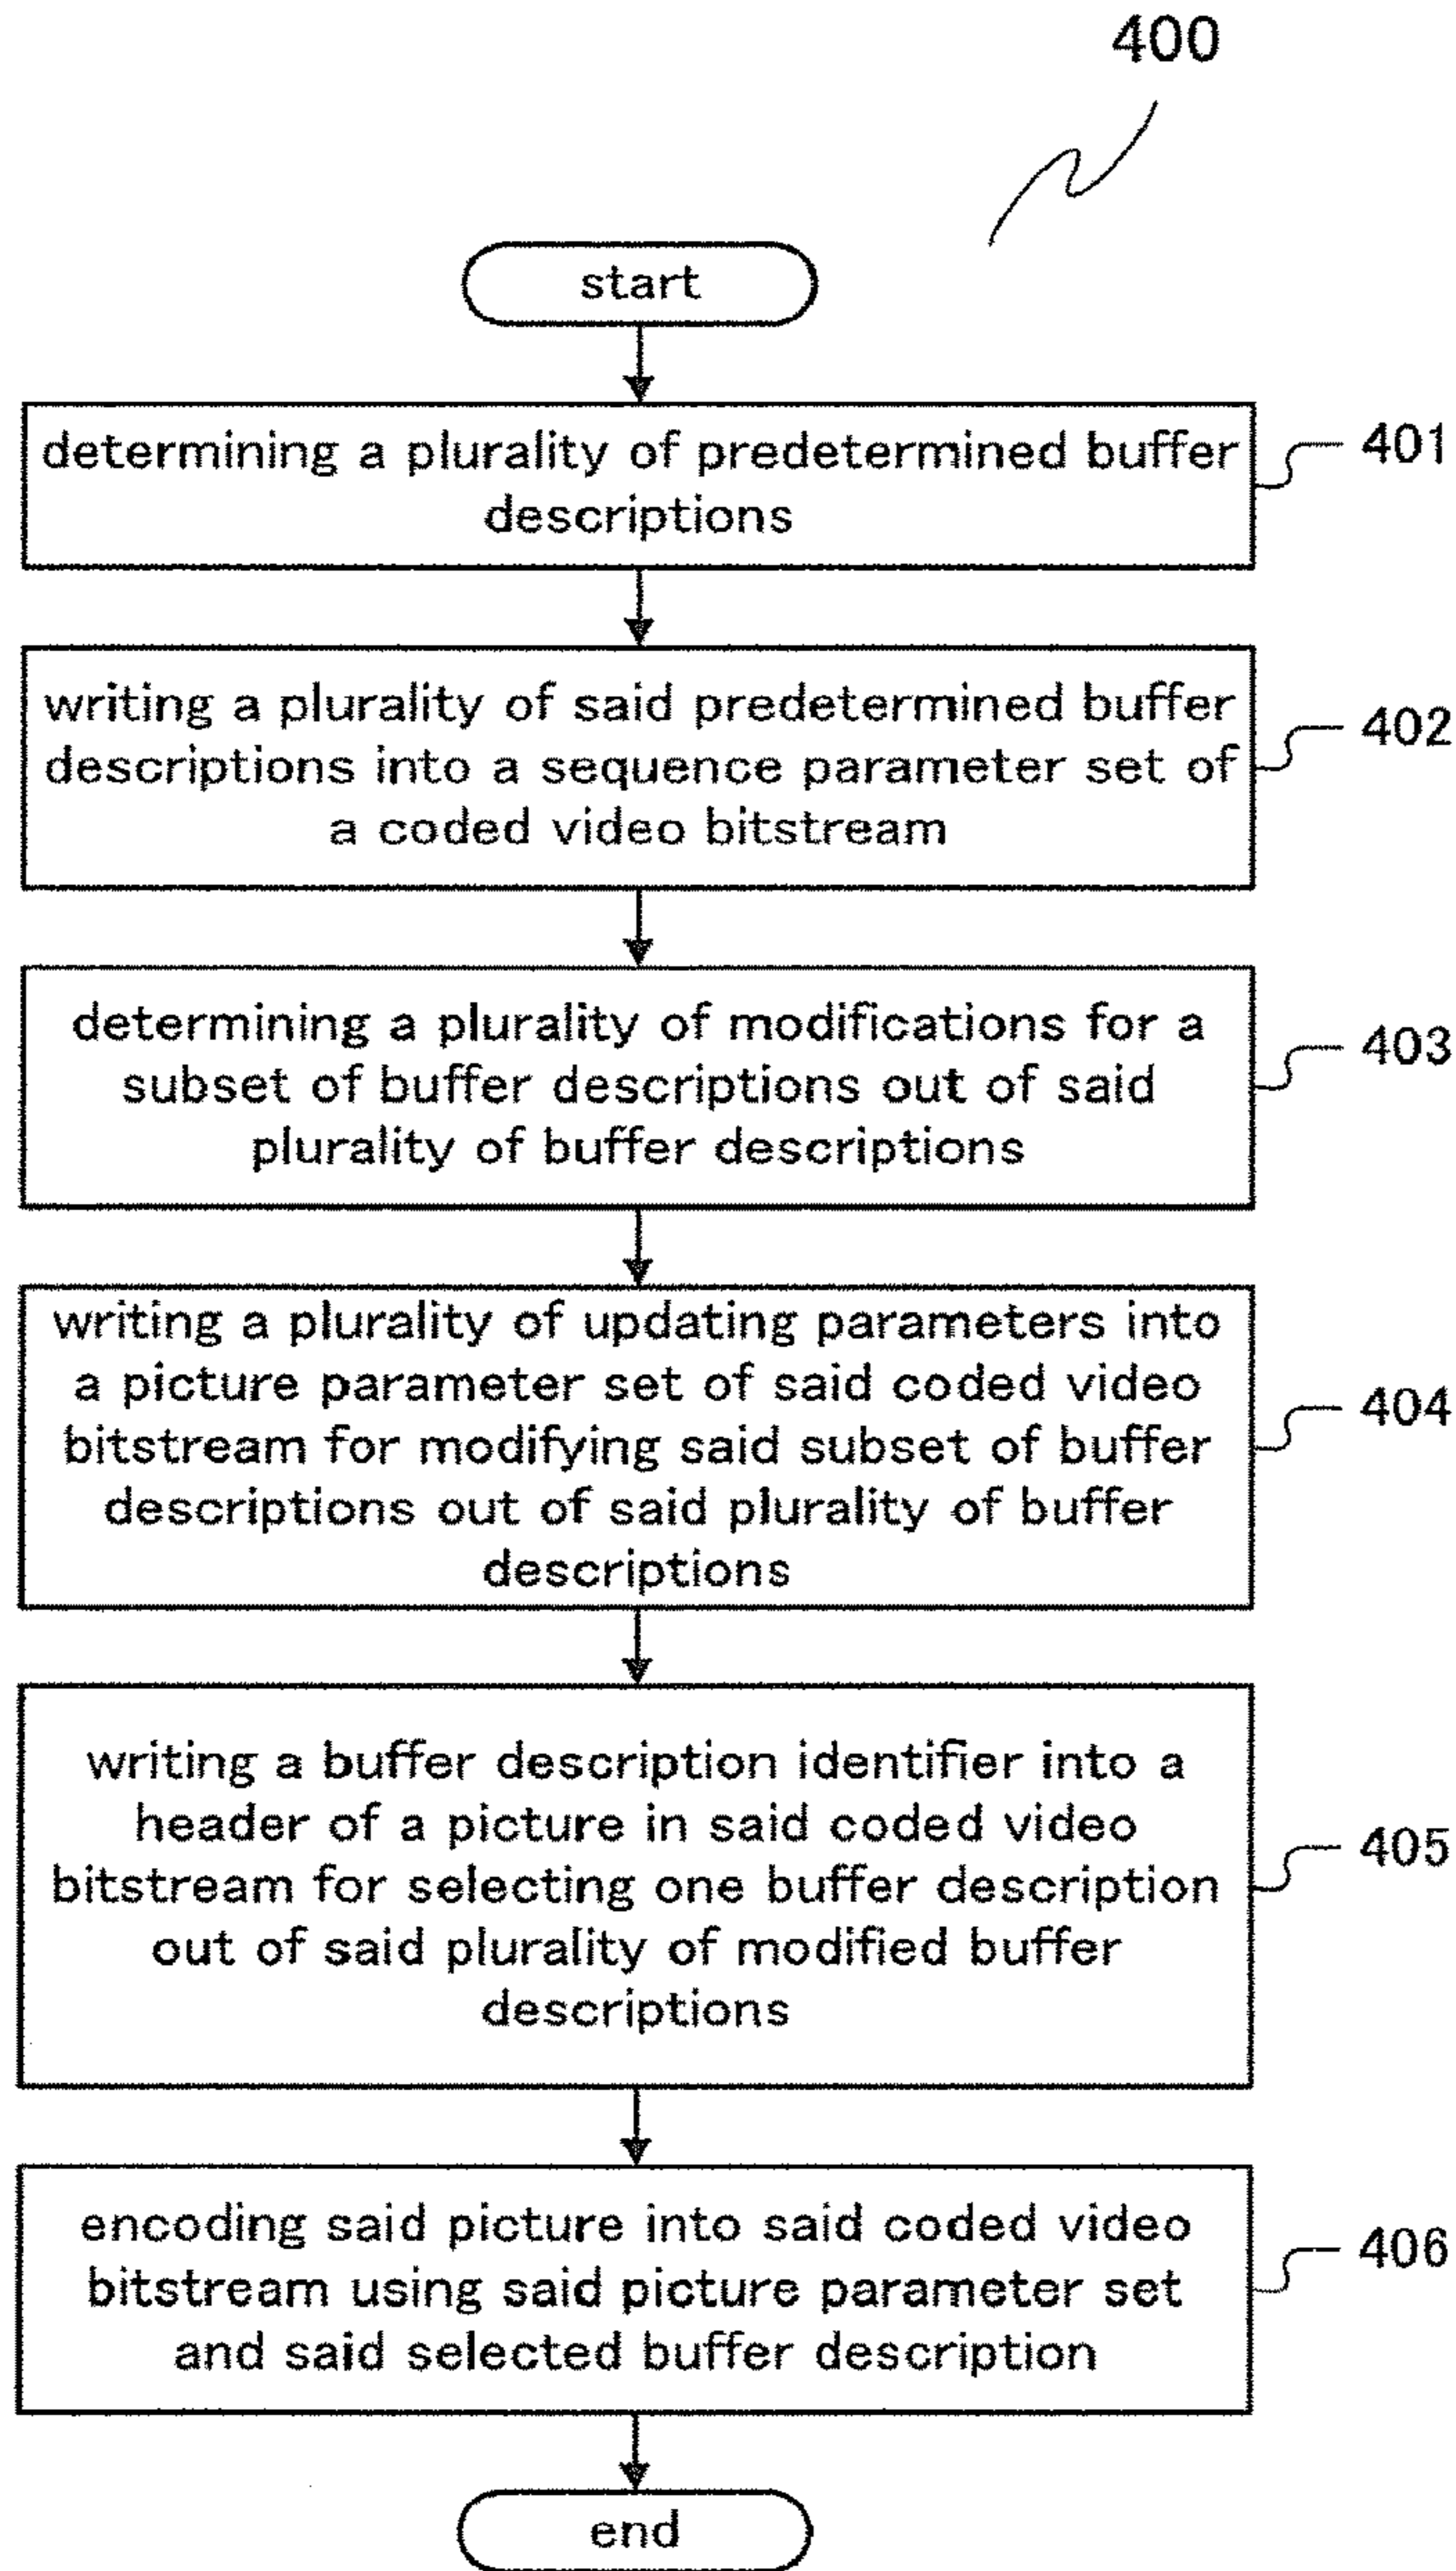 400
start
determining a plurality of predetermined buffer
descriptions
401
writing a plurality of said predetermined buffer
descriptions into a sequence parameter set of
a coded video bitstream
402
determining a plurality of modifications for a
subset of buffer descriptions out of said
plurality of buffer descriptions
403
writing a plurality of updating parameters into
a picture parameter set of said coded video
bitstream for modifying said subset of buffer
descriptions out of said plurality of buffer
descriptions
404
writing a buffer description identifier into a
header of a picture in said coded video
bitstream for selecting one buffer description
out of said plurality of modified buffer
descriptions
405
encoding said picture into said coded video
bitstream using said picture parameter set
and said selected buffer description
406
end